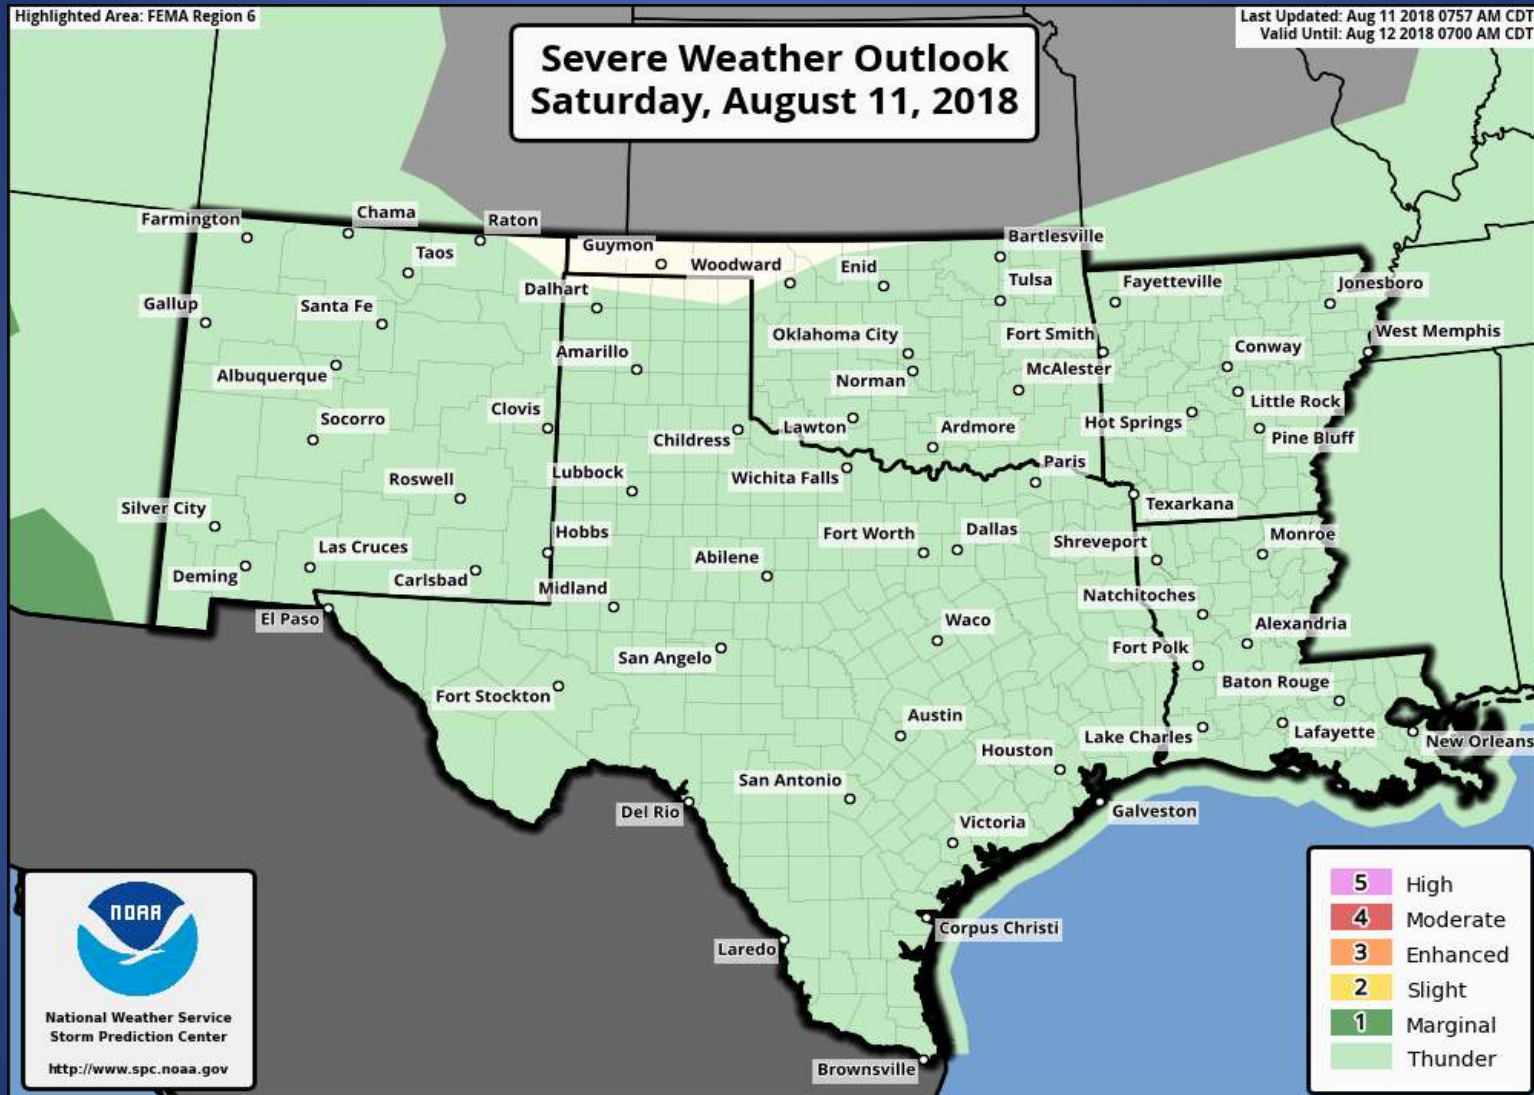 Highlighted Area: FEMA Region 6
Last Updated: Aug 11 2018 0757 AM CDT
Valid Until: Aug 12 2018 0700 AM CDT
Severe Weather Outlook
Saturday, August 11, 2018
Farmington
Chama
Raton
Taos
Guymon
Woodward
Enid
Bartlesville
Tulsa
Fayetteville
Jonesboro
Gallup
Santa Fe
Dalhart
Oklahoma City
Fort Smith
West Memphis
Albuquerque
Amarillo
Norman
McAlester
Conway
Little Rock
Socorro
Clovis
Childress
Lawton
Ardmore
Hot Springs
Pine Bluff
Roswell
Lubbock
Wichita Falls
Paris
Texarkana
Silver City
Las Cruces
Hobbs
Abilene
Fort Worth
Dallas
Shreveport
Monroe
Deming
Carlsbad
Midland
Natchitoches
El Paso
Waco
Alexandria
San Angelo
Fort Polk
Fort Stockton
Baton Rouge
Austin
Houston
Lake Charles
Lafayette
New Orleans
San Antonio
Del Rio
Victoria
Galveston
Laredo
Corpus Christi
Brownsville
NOAA
National Weather Service
Storm Prediction Center
http://www.spc.noaa.gov
5 High
4 Moderate
3 Enhanced
2 Slight
1 Marginal
Thunder